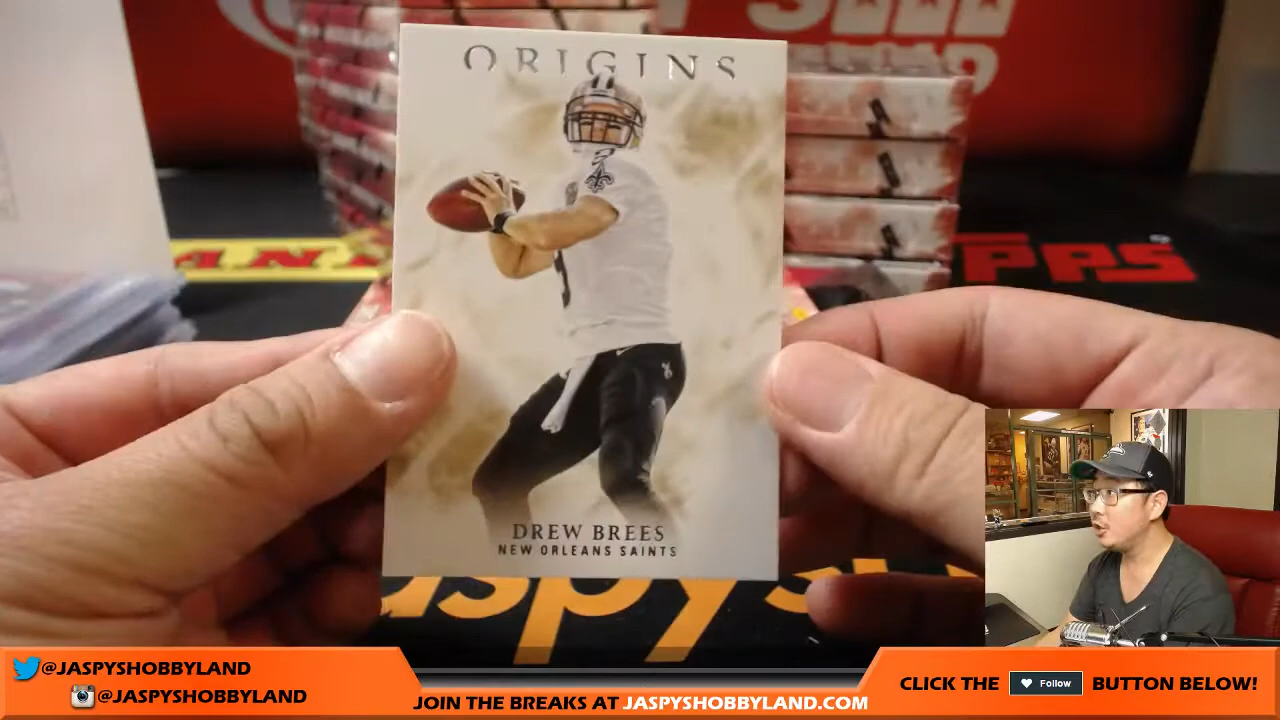 ORIGINS
DREW BREES
NEW ORLEANS SAINTS
@JASPYSHOBBYLAND
@JASPYSHOBBYLAND
JOIN THE BREAKS AT JASPYSHOBBYLAND.COM
CLICK THE Follow BUTTON BELOW!